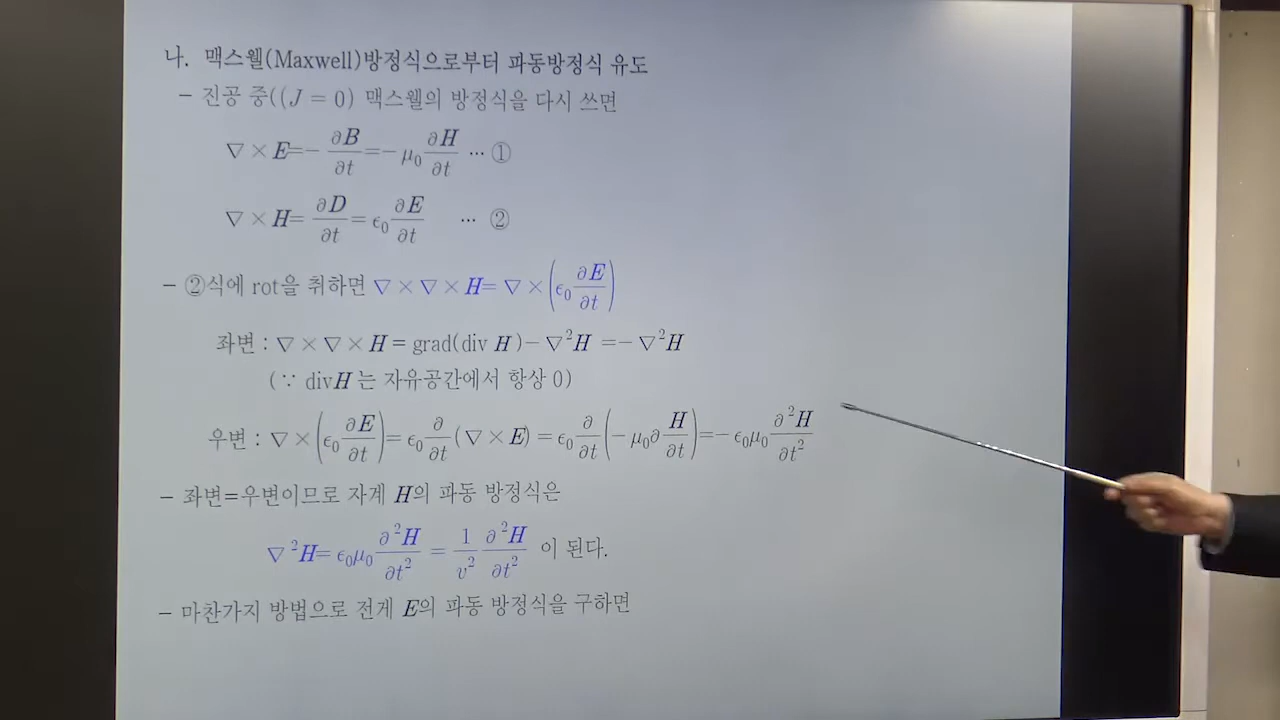 나. 맥스웰(Maxwell)방정식으로부터 파동방정식 유도
- 진공 중((J = 0) 맥스웰의 방정식을 다시 쓰면
∇ × E = - ∂B/∂t = - μ₀ ∂H/∂t ··· ①
∇ × H = ∂D/∂t = ϵ₀ ∂E/∂t ··· ②
- ②식에 rot을 취하면 ∇ × ∇ × H = ∇ × (ϵ₀ ∂E/∂t)
좌변 : ∇ × ∇ × H = grad(div H) - ∇²H = - ∇²H
(∵ divH 는 자유공간에서 항상 0)
우변 : ∇ × (ϵ₀ ∂E/∂t) = ϵ₀ ∂/∂t (∇ × E) = ϵ₀ ∂/∂t (- μ₀∂ H/∂t) = - ϵ₀μ₀ ∂²H/∂t²
- 좌변=우변이므로 자계 H의 파동 방정식은
∇²H = ϵ₀μ₀ ∂²H/∂t² = 1/v² ∂²H/∂t² 이 된다.
- 마찬가지 방법으로 전게 E의 파동 방정식을 구하면